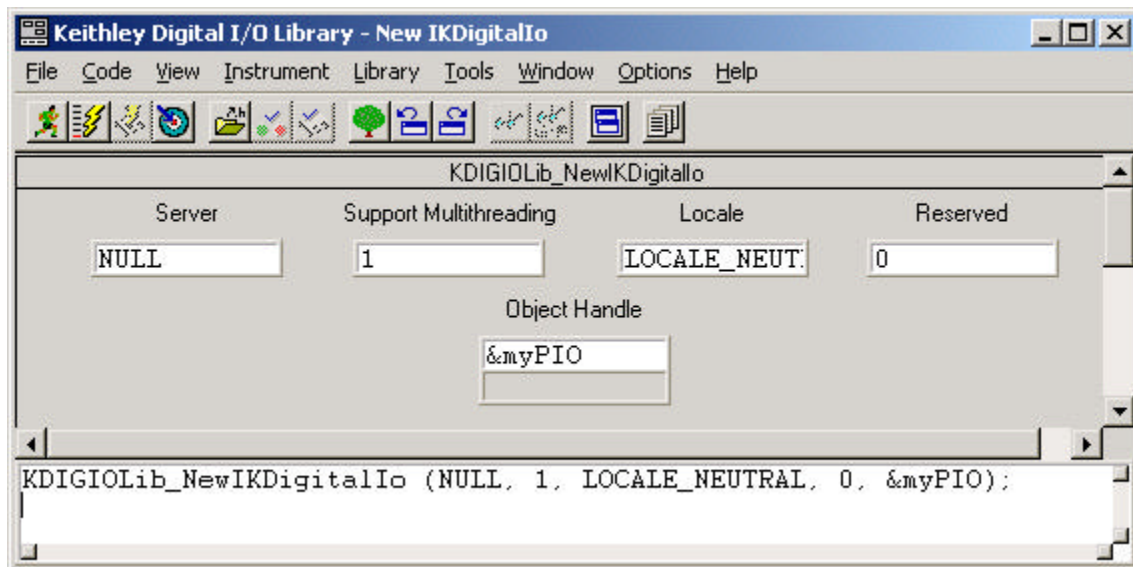 Keithley Digital I/O Library - New IKDigitalIo
File Code View Instrument Library Tools Window Options Help
KDIGIOLib_NewIKDigitalIo
Server Support Multithreading Locale Reserved
NULL 1 LOCALE_NEUT 0
Object Handle
&myPIO
KDIGIOLib_NewIKDigitalIo (NULL, 1, LOCALE_NEUTRAL, 0, &myPIO);